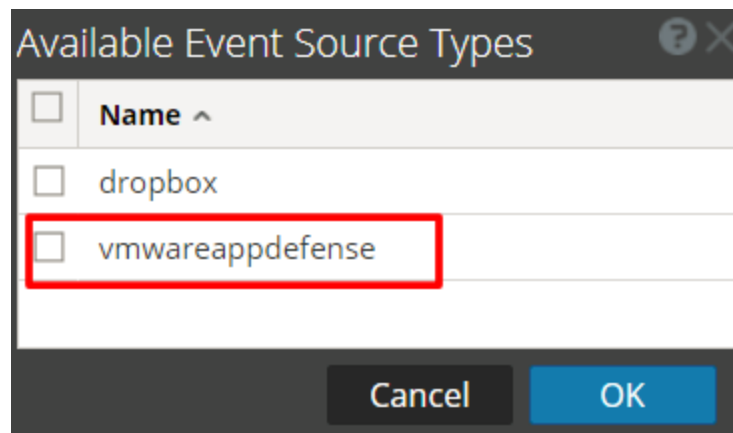 Available Event Source Types
Name
dropbox
vmwareappdefense
Cancel OK